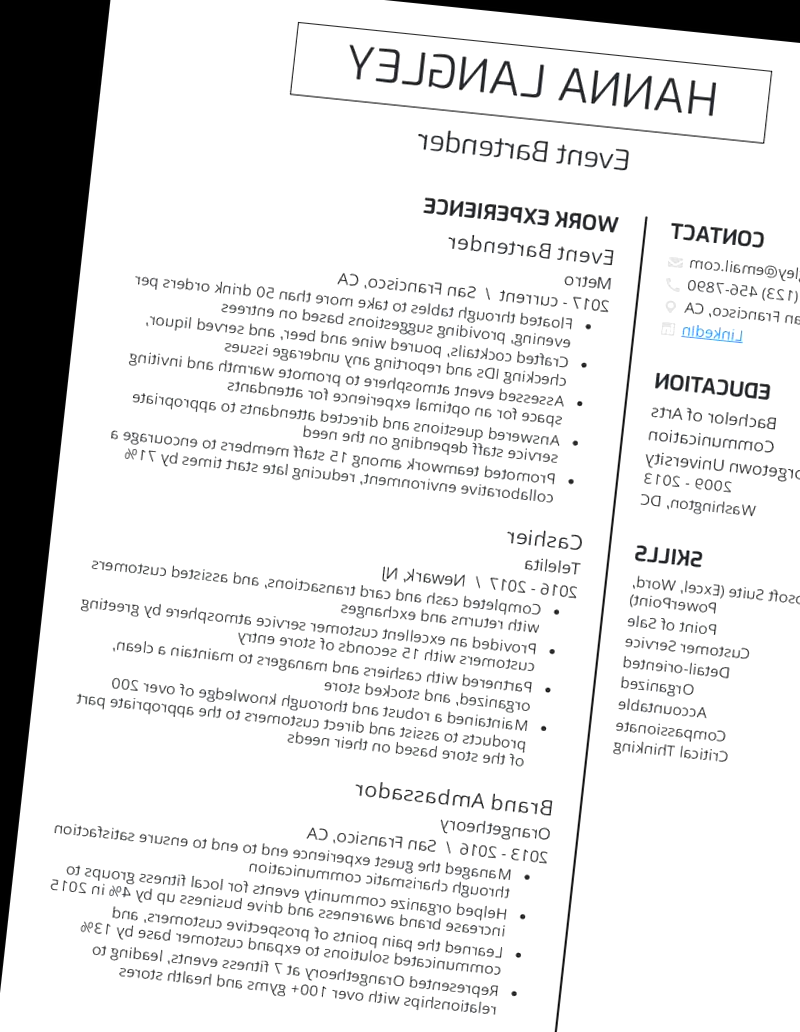 HANNA LANGLEY
Event Bartender
CONTACT
@email.com
(123) 456-7890
Francisco, CA
LinkedIn
EDUCATION
Bachelor of Arts
Communication
University
2009 - 2013
Washington, DC
SKILLS
Suite (Excel, Word,
PowerPoint)
Point of Sale
Customer Service
Detail-oriented
Organized
Accountable
Compassionate
Critical Thinking
WORK EXPERIENCE
Event Bartender
Metro
2017 - current / San Francisco, CA
• Floated through tables to take more than 50 drink orders per
evening, providing suggestions based on entrees
• Crafted cocktails, poured wine and beer, and served liquor,
checking IDs and reporting any underage issues
• Assessed event atmosphere to promote warmth and inviting
space for an optimal experience for attendants
• Answered questions and directed attendants to appropriate
service staff depending on the need
• Promoted teamwork among 15 staff members to encourage a
collaborative environment, reducing late start times by 71%
Cashier
Telelita
2016 - 2017 / Newark, NJ
• Completed cash and card transactions, and assisted customers
with returns and exchanges
• Provided an excellent customer service atmosphere by greeting
customers with 15 seconds of store entry
• Partnered with cashiers and managers to maintain a clean,
organized, and stocked store
• Maintained a robust and thorough knowledge of over 200
products to assist and direct customers to the appropriate part
of the store based on their needs
Brand Ambassador
Orangetheory
2013 - 2016 / San Fransico, CA
• Managed the guest experience end to end to ensure satisfaction
through charismatic communication
• Helped organize community events for local fitness groups to
increase brand awareness and drive business up by 4% in 2015
• Learned the pain points of prospective customers, and
communicated solutions to expand customer base by 13%
• Represented Orangetheory at 7 fitness events, leading to
relationships with over 100+ gyms and health stores